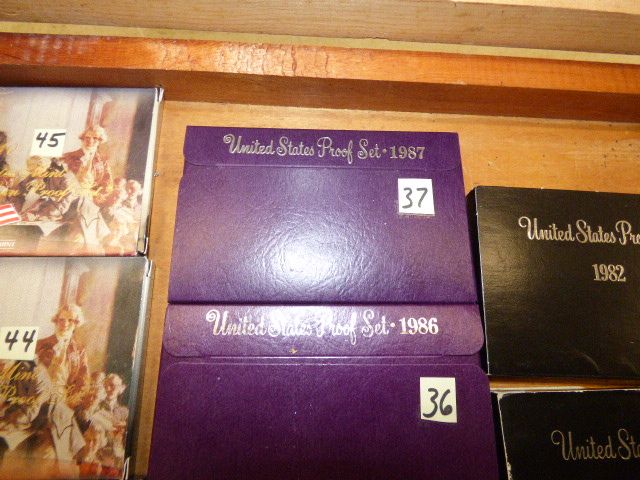 45
United States Proof Set • 1987
37
United States Pro
1982
United States Proof Set • 1986
44
36
United Sta